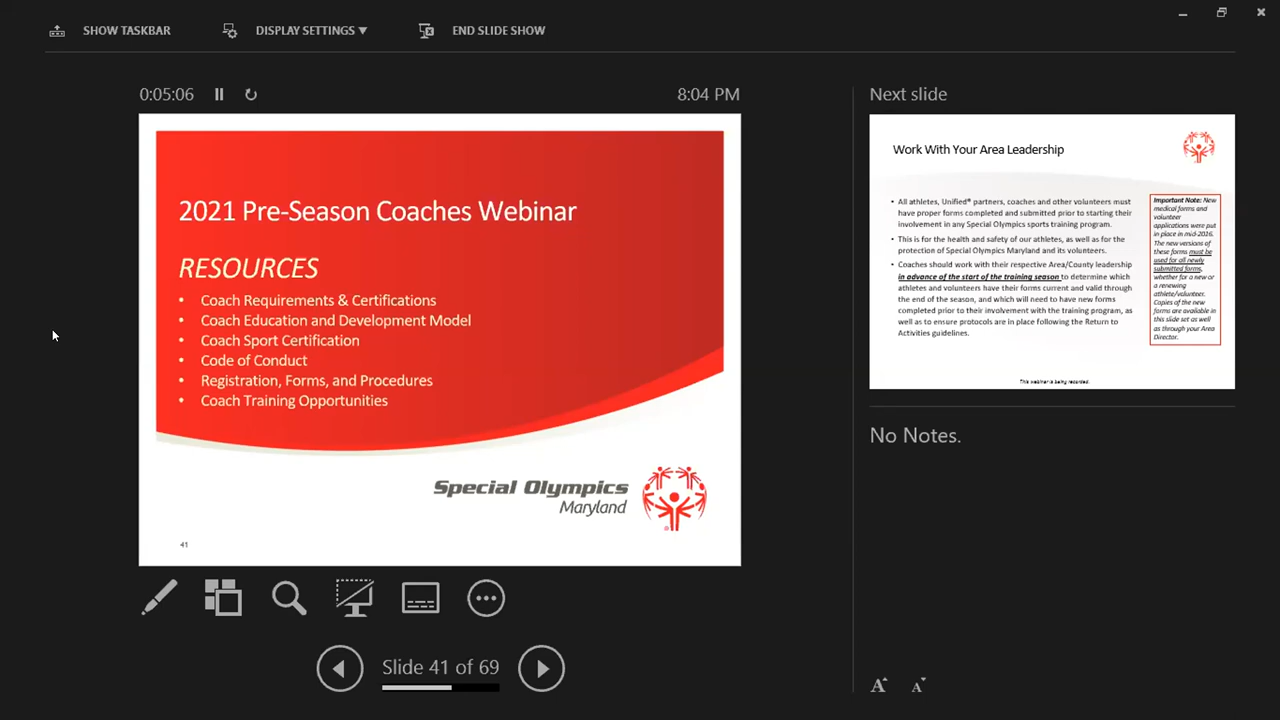 SHOW TASKBAR
DISPLAY SETTINGS ▼
END SLIDE SHOW
0:05:06
8:04 PM
2021 Pre-Season Coaches Webinar
RESOURCES
• Coach Requirements & Certifications
• Coach Education and Development Model
• Coach Sport Certification
• Code of Conduct
• Registration, Forms, and Procedures
• Coach Training Opportunities
Special Olympics
Maryland
41
Slide 41 of 69
Next slide
Work With Your Area Leadership
• All athletes, Unified® partners, coaches and other volunteers must
have proper forms completed and submitted prior to starting their
involvement in any Special Olympics sports training program.
• This is for the health and safety of our athletes, as well as for the
protection of Special Olympics Maryland and its volunteers.
• Coaches should work with their respective Area/County leadership
in advance of the start of the training season to determine which
athletes and volunteers have their forms current and valid through
the end of the season, and which will need to have new forms
completed prior to their involvement with the training program, as
well as to ensure protocols are in place following the Return to
Activities guidelines.
Important Note: New
medical forms and
volunteer
applications were put
in place in mid-2016.
The new versions of
these forms must be
used for all newly
submitted forms,
whether for a new or
a renewing
athlete/volunteer.
Copies of the new
forms are available in
this slide set as well
as through your Area
Director.
This webinar is being recorded.
No Notes.
A A